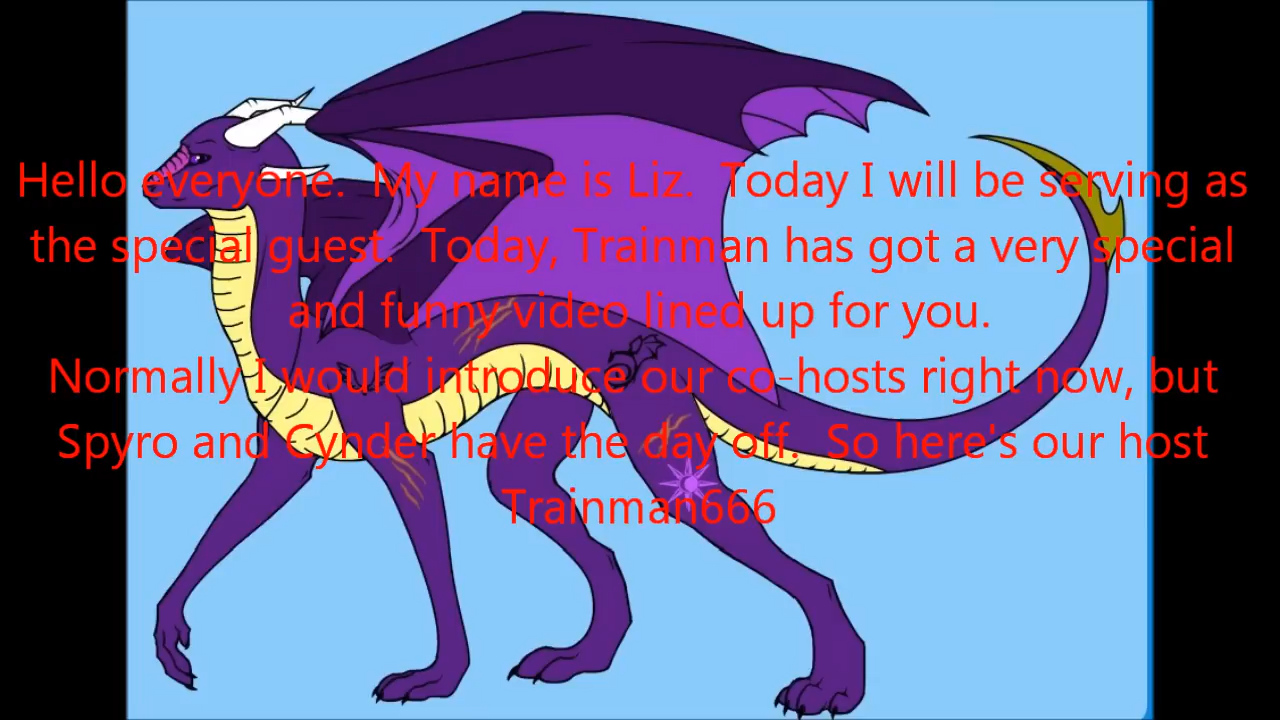 Hello everyone.  My name is Liz.  Today I will be serving as
the special guest.  Today, Trainman has got a very special
and funny video lined up for you.
Normally I would introduce our co-hosts right now, but
Spyro and Cynder have the day off.  So here's our host
Trainman666